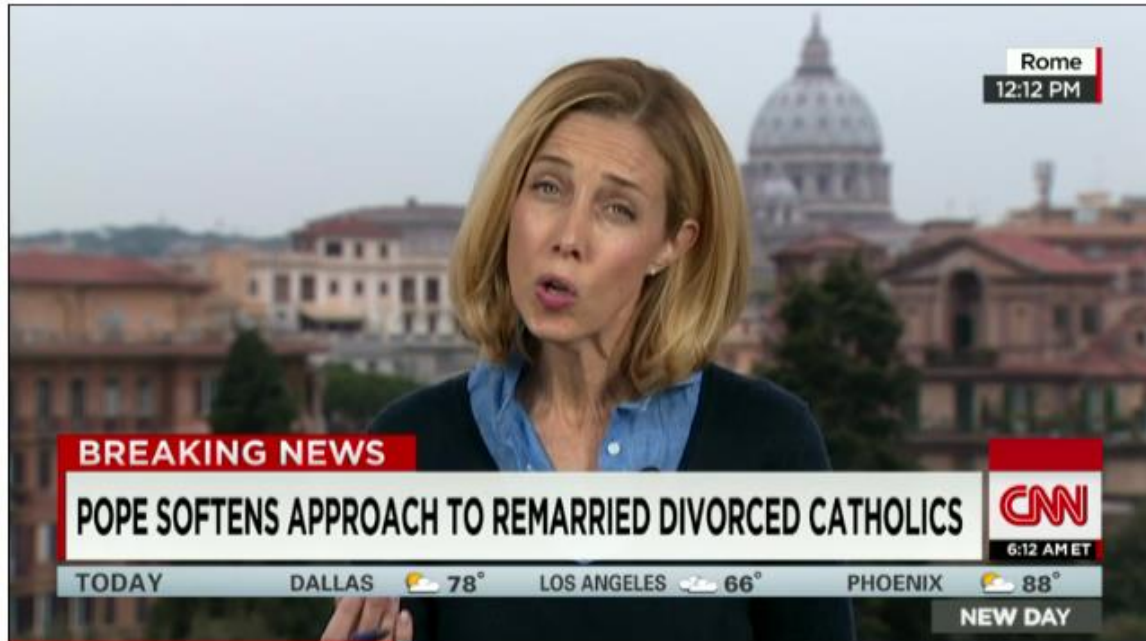 Rome
12:12 PM
BREAKING NEWS
POPE SOFTENS APPROACH TO REMARRIED DIVORCED CATHOLICS
CNN
6:12 AM ET
TODAY DALLAS 78° LOS ANGELES 66° PHOENIX 88°
NEW DAY